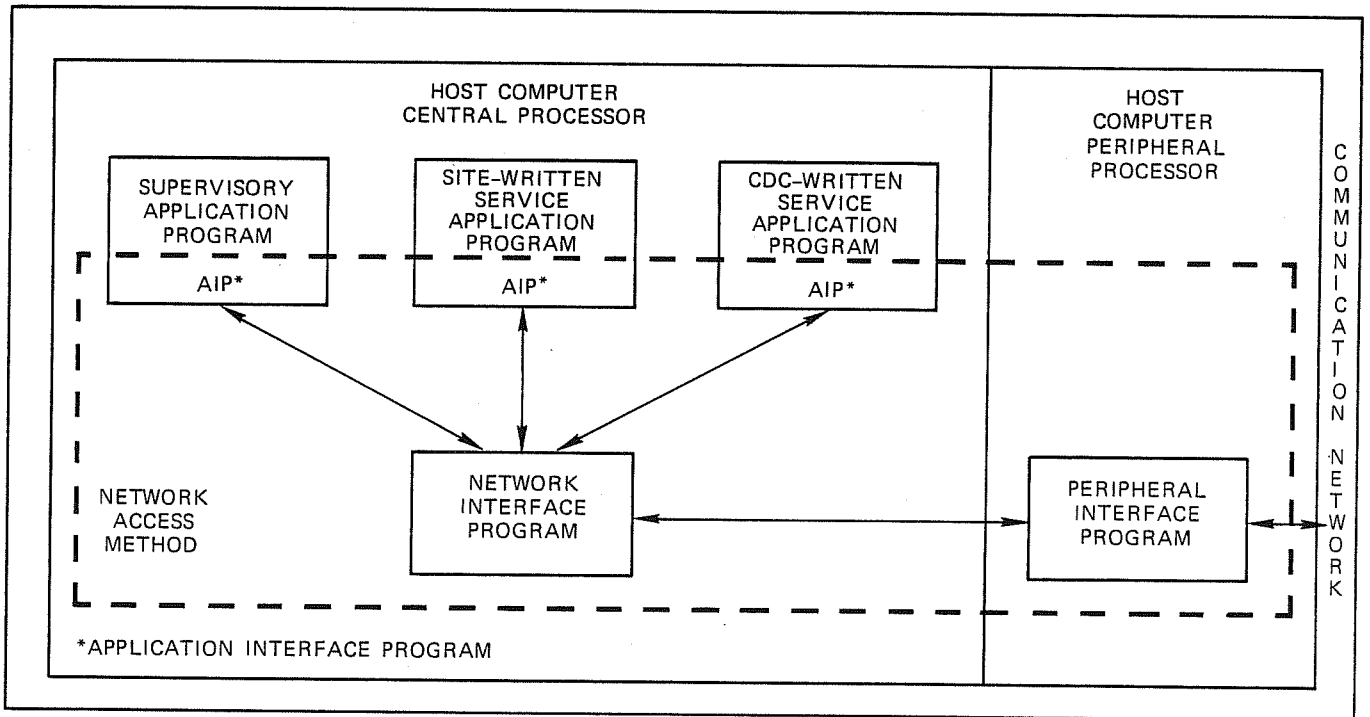 HOST COMPUTER
CENTRAL PROCESSOR
HOST
COMPUTER
PERIPHERAL
PROCESSOR
SUPERVISORY
APPLICATION
PROGRAM
AIP*
SITE-WRITTEN
SERVICE
APPLICATION
PROGRAM
AIP*
CDC-WRITTEN
SERVICE
APPLICATION
PROGRAM
AIP*
NETWORK
ACCESS
METHOD
NETWORK
INTERFACE
PROGRAM
PERIPHERAL
INTERFACE
PROGRAM
COMMUNICATION NETWORK
*APPLICATION INTERFACE PROGRAM